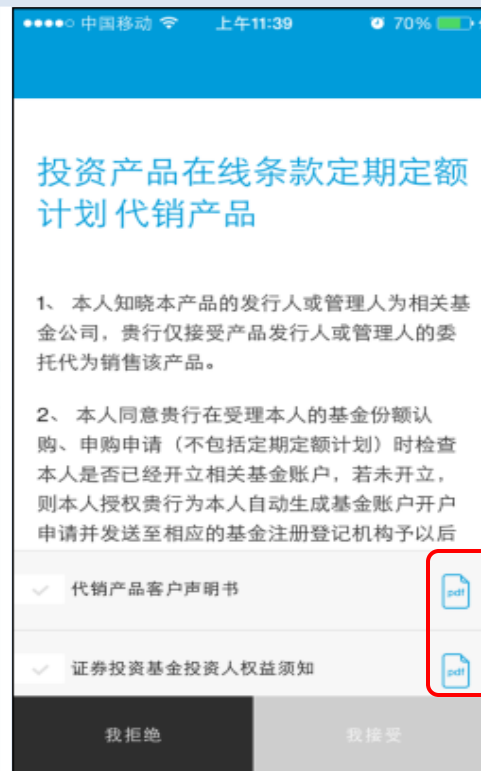 中国移动 上午11:39 70%
投资产品在线条款定期定额
计划 代销产品
1、 本人知晓本产品的发行人或管理人为相关基
金公司，贵行仅接受产品发行人或管理人的委
托代为销售该产品。
2、 本人同意贵行在受理本人的基金份额认
购、申购申请（不包括定期定额计划）时检查
本人是否已经开立相关基金账户，若未开立，
则本人授权贵行为本人自动生成基金账户开户
申请并发送至相应的基金注册登记机构予以后
代销产品客户声明书 pdf
证券投资基金投资人权益须知 pdf
我拒绝 我接受